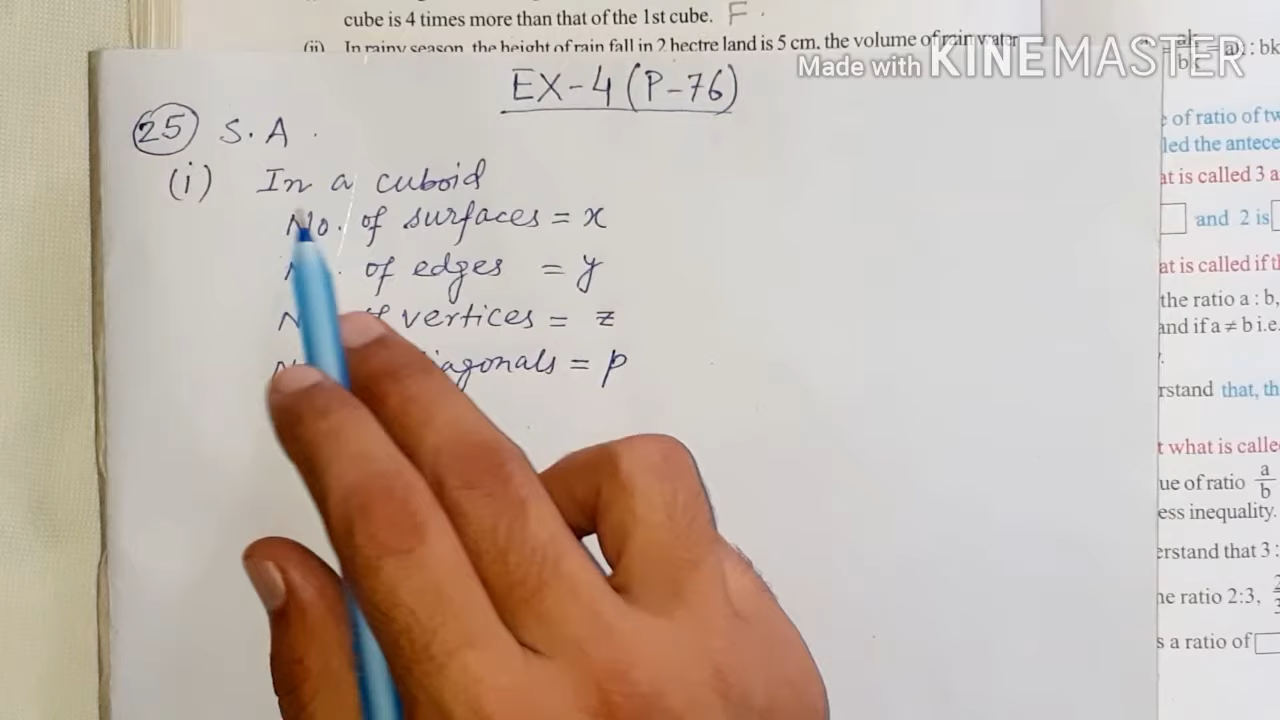 cube is 4 times more than that of the 1st cube. F.
(ii) In rainy season, the height of rain fall in 2 hectre land is 5 cm. the volume of rain water
Made with KINEMASTER
EX-4 (P-76)
25 S.A.
(i) In a cuboid
No. of surfaces = x
of edges = y
vertices = z
= p
: bk
of ratio of tw
led the antece
at is called 3 a
and 2 is
at is called if th
the ratio a : b,
and if a ≠ b i.e.
rstand that, th
t what is calle
ue of ratio a/b
ess inequality.
erstand that 3 :
he ratio 2:3,
s a ratio of